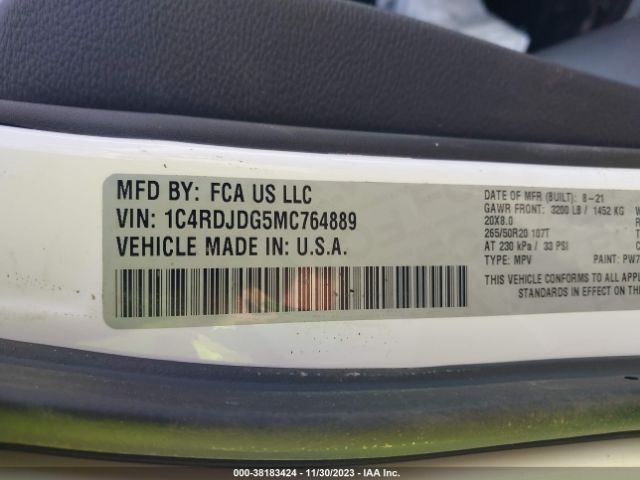 MFD BY: FCA US LLC
VIN: 1C4RDJDG5MC764889
VEHICLE MADE IN: U.S.A.
DATE OF MFR (BUILT): 8-21
GAWR FRONT: 3200 LB / 1452 KG
20X8.0
265/50R20 107T
AT 230 kPa / 33 PSI
TYPE: MPV PAINT: PW7
THIS VEHICLE CONFORMS TO ALL APPL
STANDARDS IN EFFECT ON THE
000-38183424 - 11/30/2023 - IAA Inc.